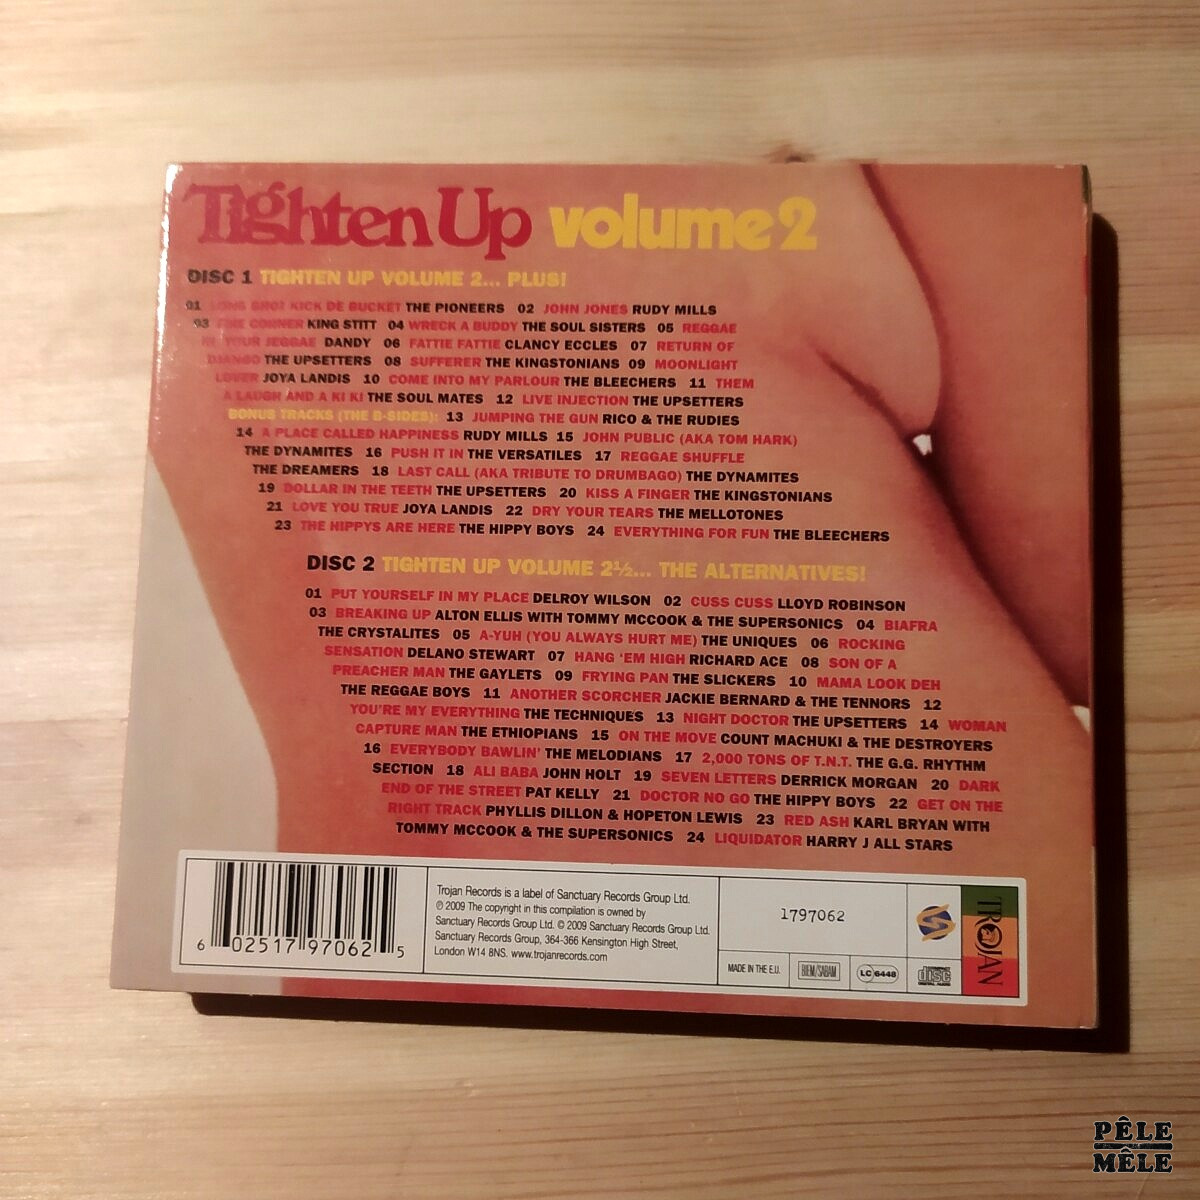 Tighten Up volume 2
DISC 1 TIGHTEN UP VOLUME 2... PLUS!
01 LONG SHOT KICK DE BUCKET THE PIONEERS 02 JOHN JONES RUDY MILLS
03 FIRE CORNER KING STITT 04 WRECK A BUDDY THE SOUL SISTERS 05 REGGAE
IN YOUR JEGGAE DANDY 06 FATTIE FATTIE CLANCY ECCLES 07 RETURN OF
DJANGO THE UPSETTERS 08 SUFFERER THE KINGSTONIANS 09 MOONLIGHT
LOVER JOYA LANDIS 10 COME INTO MY PARLOUR THE BLEECHERS 11 THEM
A LAUGH AND A KI KI THE SOUL MATES 12 LIVE INJECTION THE UPSETTERS
BONUS TRACKS (THE B-SIDES): 13 JUMPING THE GUN RICO & THE RUDIES
14 A PLACE CALLED HAPPINESS RUDY MILLS 15 JOHN PUBLIC (AKA TOM HARK)
THE DYNAMITES 16 PUSH IT IN THE VERSATILES 17 REGGAE SHUFFLE
THE DREAMERS 18 LAST CALL (AKA TRIBUTE TO DRUMBAGO) THE DYNAMITES
19 DOLLAR IN THE TEETH THE UPSETTERS 20 KISS A FINGER THE KINGSTONIANS
21 LOVE YOU TRUE JOYA LANDIS 22 DRY YOUR TEARS THE MELLOTONES
23 THE HIPPYS ARE HERE THE HIPPY BOYS 24 EVERYTHING FOR FUN THE BLEECHERS
DISC 2 TIGHTEN UP VOLUME 2½... THE ALTERNATIVES!
01 PUT YOURSELF IN MY PLACE DELROY WILSON 02 CUSS CUSS LLOYD ROBINSON
03 BREAKING UP ALTON ELLIS WITH TOMMY MCCOOK & THE SUPERSONICS 04 BIAFRA
THE CRYSTALITES 05 A-YUH (YOU ALWAYS HURT ME) THE UNIQUES 06 ROCKING
SENSATION DELANO STEWART 07 HANG 'EM HIGH RICHARD ACE 08 SON OF A
PREACHER MAN THE GAYLETS 09 FRYING PAN THE SLICKERS 10 MAMA LOOK DEH
THE REGGAE BOYS 11 ANOTHER SCORCHER JACKIE BERNARD & THE TENNORS 12
YOU'RE MY EVERYTHING THE TECHNIQUES 13 NIGHT DOCTOR THE UPSETTERS 14 WOMAN
CAPTURE MAN THE ETHIOPIANS 15 ON THE MOVE COUNT MACHUKI & THE DESTROYERS
16 EVERYBODY BAWLIN' THE MELODIANS 17 2,000 TONS OF T.N.T. THE G.G. RHYTHM
SECTION 18 ALI BABA JOHN HOLT 19 SEVEN LETTERS DERRICK MORGAN 20 DARK
END OF THE STREET PAT KELLY 21 DOCTOR NO GO THE HIPPY BOYS 22 GET ON THE
RIGHT TRACK PHYLLIS DILLON & HOPETON LEWIS 23 RED ASH KARL BRYAN WITH
TOMMY MCCOOK & THE SUPERSONICS 24 LIQUIDATOR HARRY J ALL STARS
6 02517 97062 5
Trojan Records is a label of Sanctuary Records Group Ltd.
℗ 2009 The copyright in this compilation is owned by
Sanctuary Records Group Ltd. © 2009 Sanctuary Records Group Ltd.
Sanctuary Records Group, 364-366 Kensington High Street,
London W14 8NS. www.trojanrecords.com
1797062
MADE IN THE E.U.
BIEM/SABAM
LC 6448
COMPACT disc DIGITAL AUDIO
TROJAN
PÊLE
MÊLE